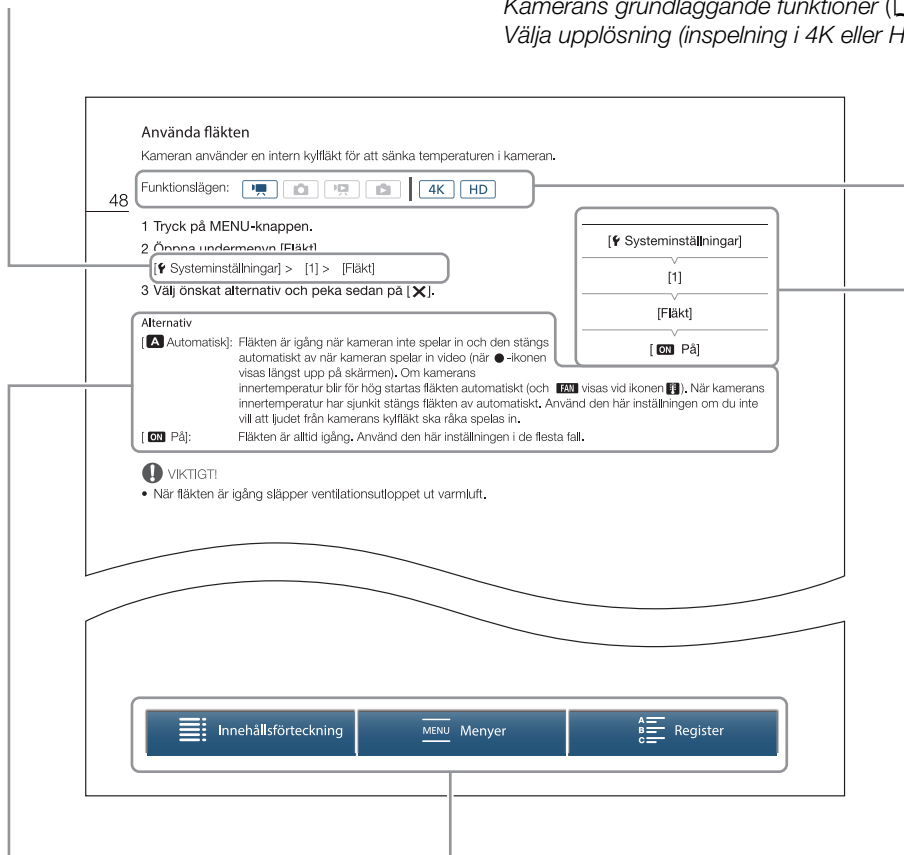 Kamerans grundläggande funktioner (
Välja upplösning (inspelning i 4K eller H
Använda fläkten
Kameran använder en intern kylfläkt för att sänka temperaturen i kameran.
Funktionslägen: 4K HD
48
1 Tryck på MENU-knappen.
2 Öppna undermenyn [Fläkt]
[ Systeminställningar] > [1] > [Fläkt]
3 Välj önskat alternativ och peka sedan på [X].
[ Systeminställningar]
[1]
[Fläkt]
[ON På]
Alternativ
[A Automatisk]: Fläkten är igång när kameran inte spelar in och den stängs
automatiskt av när kameran spelar in video (när ●-ikonen
visas längst upp på skärmen). Om kamerans
innertemperatur blir för hög startas fläkten automatiskt (och FAN visas vid ikonen ). När kamerans
innertemperatur har sjunkit stängs fläkten av automatiskt. Använd den här inställningen om du inte
vill att ljudet från kamerans kylfläkt ska råka spelas in.
[ON På]: Fläkten är alltid igång. Använd den här inställningen i de flesta fall.
VIKTIGT!
• När fläkten är igång släpper ventilationsutloppet ut varmluft.
Innehållsförteckning
MENU Menyer
A B C Register